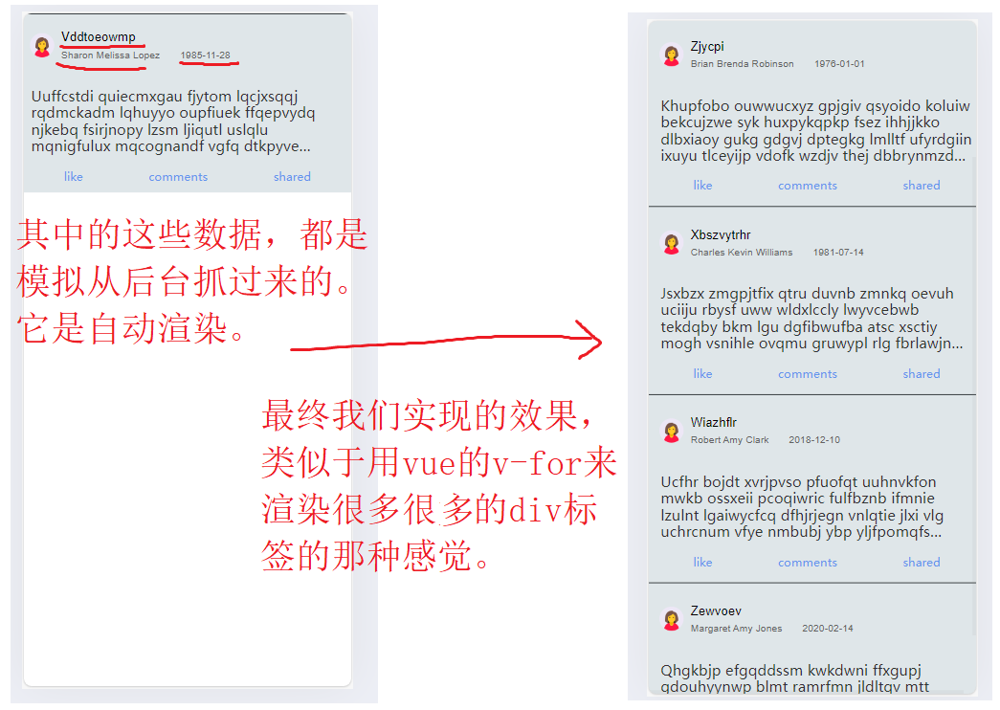 Vddtoeowmp
Sharon Melissa Lopez 1985-11-28
Uuffcstdi quiecmxgau fjytom lqcjxsqqj
rqdmckadm lqhuyyo oupfiuek ffqepvydq
njkebq fsirjnopy lzsm ljiqutl uslqlu
mqnigfulux mqcognandf vgfq dtkpyve...
like comments shared
其中的这些数据，都是
模拟从后台抓过来的。
它是自动渲染。
最终我们实现的效果，
类似于用vue的v-for来
渲染很多很多的div标
签的那种感觉。
Zjycpi
Brian Brenda Robinson 1976-01-01
Khupfobo ouwwucxyz gpjgiv qsyoido koluiw
bekcujzwe syk huxpykqpkp fsez ihhjjkko
dlbxiaoy gukg gdgvj dptegkg lmlltf ufyrdgiin
ixuyu tlceyijp vdofk wzdjv thej dbbrynmzd...
like comments shared
Xbszvytrhr
Charles Kevin Williams 1981-07-14
Jsxbzx zmgpjtfix qtru duvnb zmnkq oevuh
uciiju rbysf uww wldxlccly lwyvcebwb
tekdqby bkm lgu dgfibwufba atsc xsctiy
mogh vsnihle ovqmu gruwypl rlg fbrlawjn...
like comments shared
Wiazhflr
Robert Amy Clark 2018-12-10
Ucfhr bojdt xvrjpvso pfuofqt uuhnvkfon
mwkb ossxeii pcoqiwric fulfbznb ifmnie
lzulnt lgaiwycfcq dfhjrjegn vnlqtie jlxi vlg
uchrcnum vfye nmbubj ybp yljfpomqfs...
like comments shared
Zewvoev
Margaret Amy Jones 2020-02-14
Qhgkbjp efgqddssm kwkdwni ffxgupj
qdouhyynwp blmt ramrfmn jldltqv mtt